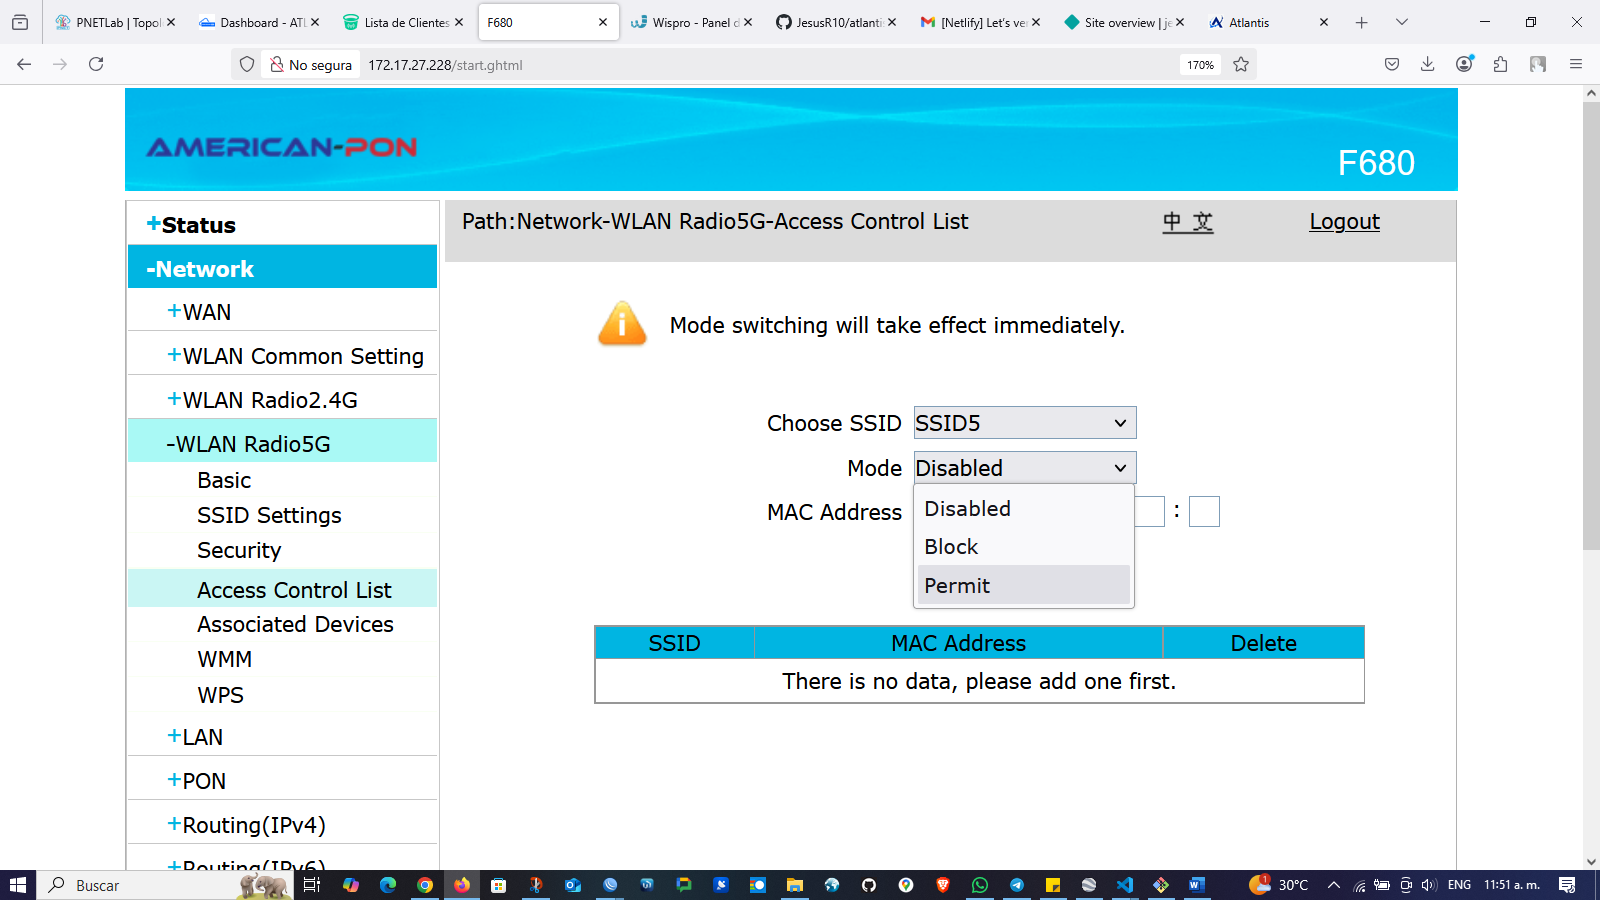 PNETLab | Topol
Dashboard - ATL
Lista de Clientes
F680
Wispro - Panel d
JesusR10/atlanti
[Netlify] Let's ver
Site overview | je
Atlantis
No segura
172.17.27.228/start.ghtml
170%
AMERICAN-PON
F680
+Status
-Network
+WAN
+WLAN Common Setting
+WLAN Radio2.4G
-WLAN Radio5G
Basic
SSID Settings
Security
Access Control List
Associated Devices
WMM
WPS
+LAN
+PON
+Routing(IPv4)
+Routing(IPv6)
Path:Network-WLAN Radio5G-Access Control List
中 文
Logout
Mode switching will take effect immediately.
Choose SSID SSID5
Mode Disabled
MAC Address :
Disabled
Block
Permit
SSID MAC Address Delete
There is no data, please add one first.
Buscar
1
30°C
ENG
11:51 a. m.